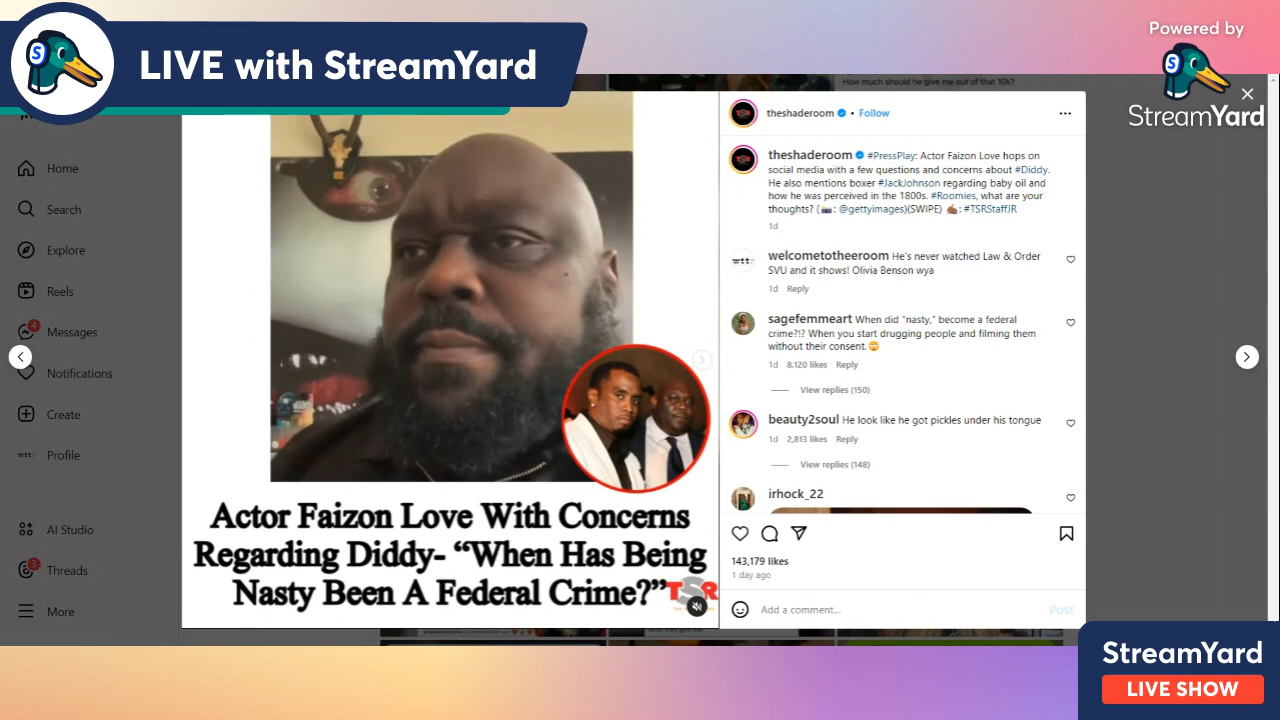 LIVE with StreamYard
Powered by
StreamYard
How much should he give me out of that 10k?
Home
Search
Explore
Reels
4
Messages
Notifications
Create
Profile
AI Studio
3
Threads
More
Actor Faizon Love With Concerns
Regarding Diddy- “When Has Being
Nasty Been A Federal Crime?”
TSR
theshaderoom • Follow
theshaderoom #PressPlay: Actor Faizon Love hops on
social media with a few questions and concerns about #Diddy.
He also mentions boxer #JackJohnson regarding baby oil and
how he was perceived in the 1800s. #Roomies, what are your
thoughts? (📷: @gettyimages)(SWIPE) ✍🏾: #TSRStaffJR
1d
welcometotheeroom He's never watched Law & Order
SVU and it shows! Olivia Benson wya
1d Reply
sagefemmeart When did "nasty," become a federal
crime?!? When you start drugging people and filming them
without their consent.🙄
1d 8,120 likes Reply
View replies (150)
beauty2soul He look like he got pickles under his tongue
1d 2,813 likes Reply
View replies (148)
irhock_22
143,179 likes
1 day ago
Add a comment...
Post
StreamYard
LIVE SHOW